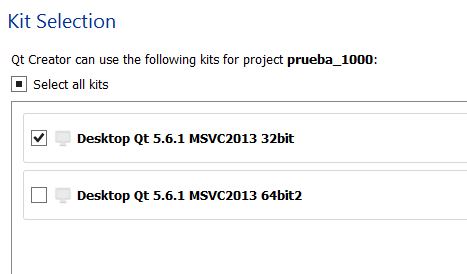 Kit Selection
Qt Creator can use the following kits for project prueba_1000:
Select all kits
Desktop Qt 5.6.1 MSVC2013 32bit
Desktop Qt 5.6.1 MSVC2013 64bit2